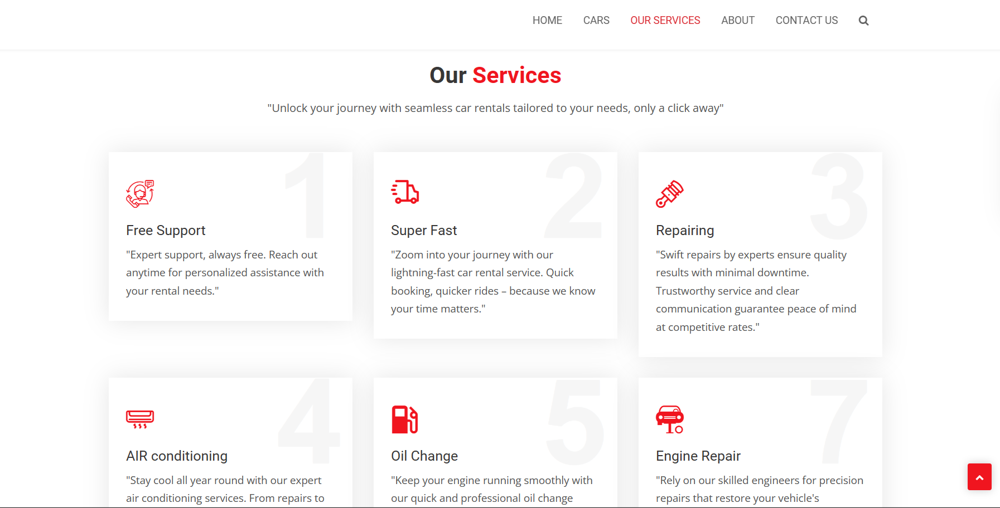 HOME CARS OUR SERVICES ABOUT CONTACT US
Our Services
"Unlock your journey with seamless car rentals tailored to your needs, only a click away"
1
Free Support
"Expert support, always free. Reach out
anytime for personalized assistance with
your rental needs."
2
Super Fast
"Zoom into your journey with our
lightning-fast car rental service. Quick
booking, quicker rides – because we know
your time matters."
3
Repairing
"Swift repairs by experts ensure quality
results with minimal downtime.
Trustworthy service and clear
communication guarantee peace of mind
at competitive rates."
4
AIR conditioning
"Stay cool all year round with our expert
air conditioning services. From repairs to
5
Oil Change
"Keep your engine running smoothly with
our quick and professional oil change
7
Engine Repair
"Rely on our skilled engineers for precision
repairs that restore your vehicle's